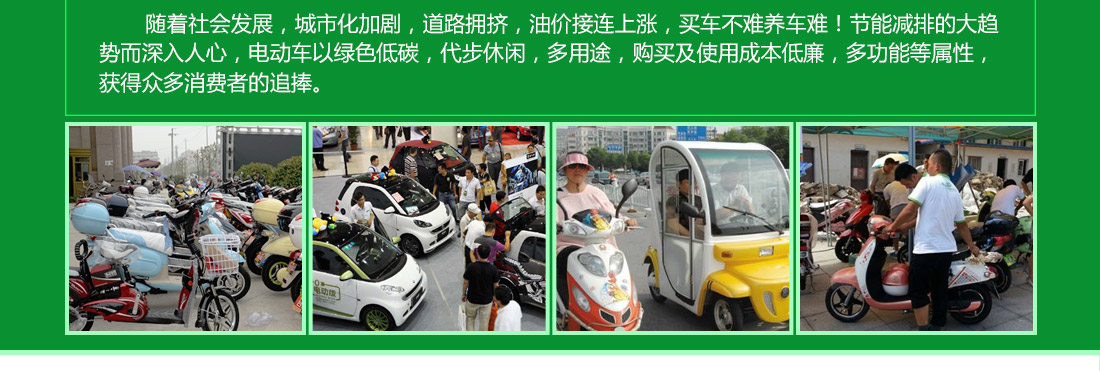 随着社会发展，城市化加剧，道路拥挤，油价接连上涨，买车不难养车难！节能减排的大趋
势而深入人心，电动车以绿色低碳，代步休闲，多用途，购买及使用成本低廉，多功能等属性，
获得众多消费者的追捧。
电动版